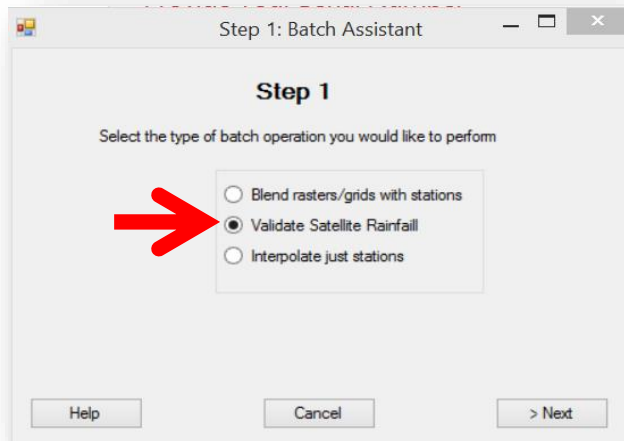 Step 1: Batch Assistant
Step 1
Select the type of batch operation you would like to perform
Blend rasters/grids with stations
Validate Satellite Rainfaill
Interpolate just stations
Help
Cancel
> Next